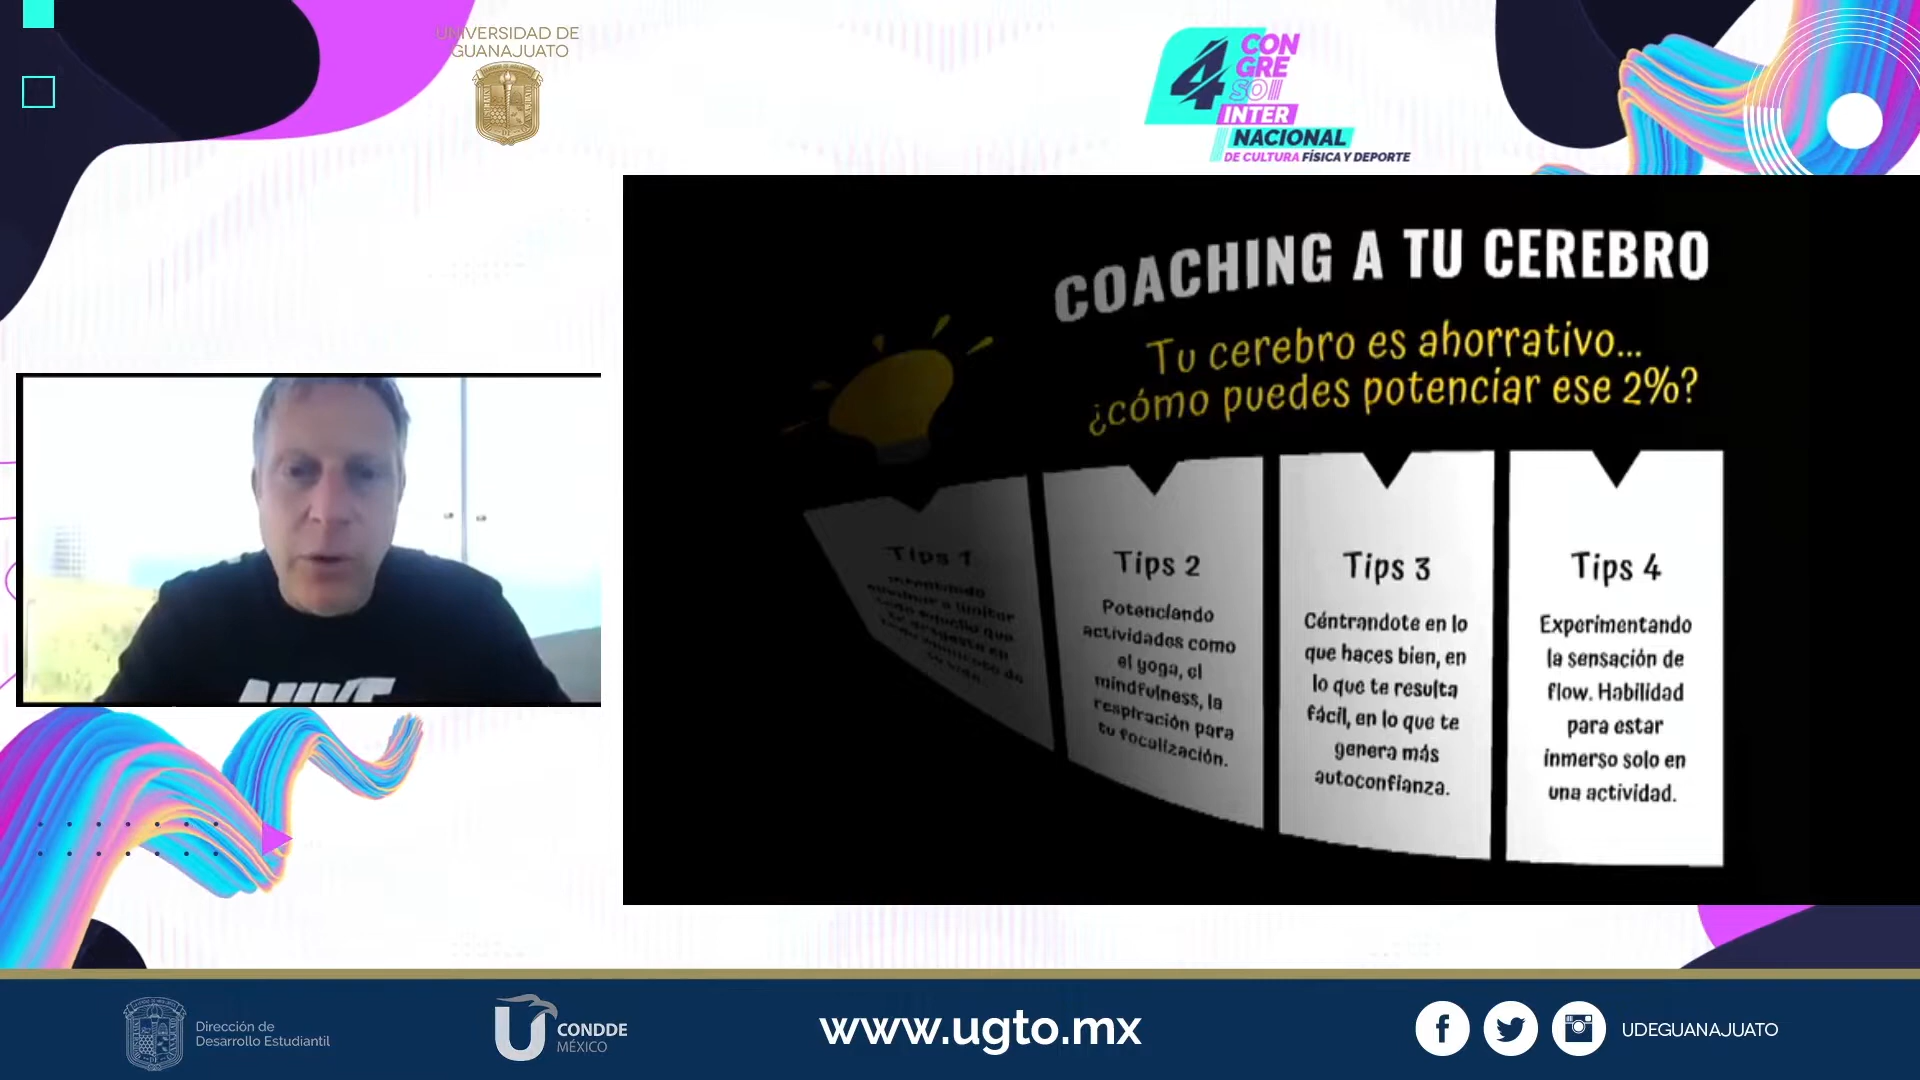 UNIVERSIDAD DE
GUANAJUATO
4 CON
GRE
SO
INTER
NACIONAL
DE CULTURA FÍSICA Y DEPORTE
COACHING A TU CEREBRO
Tu cerebro es ahorrativo...
¿cómo puedes potenciar ese 2%?
Tips 1
Tips 2
Potenciando
actividades como
el yoga, el
mindfulness, la
respiración para
tu focalización.
Tips 3
Céntrandote en lo
que haces bien, en
lo que te resulta
fácil, en lo que te
genera más
autoconfianza.
Tips 4
Experimentando
la sensación de
flow. Habilidad
para estar
inmerso solo en
una actividad.
NIKE
Dirección de
Desarrollo Estudiantil
CONDDE
MÉXICO
www.ugto.mx
UDEGUANAJUATO